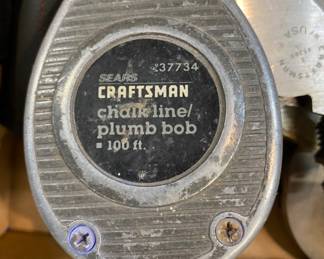 37734
SEARS
CRAFTSMAN
chalk line/
plumb bob
■ 100 ft.